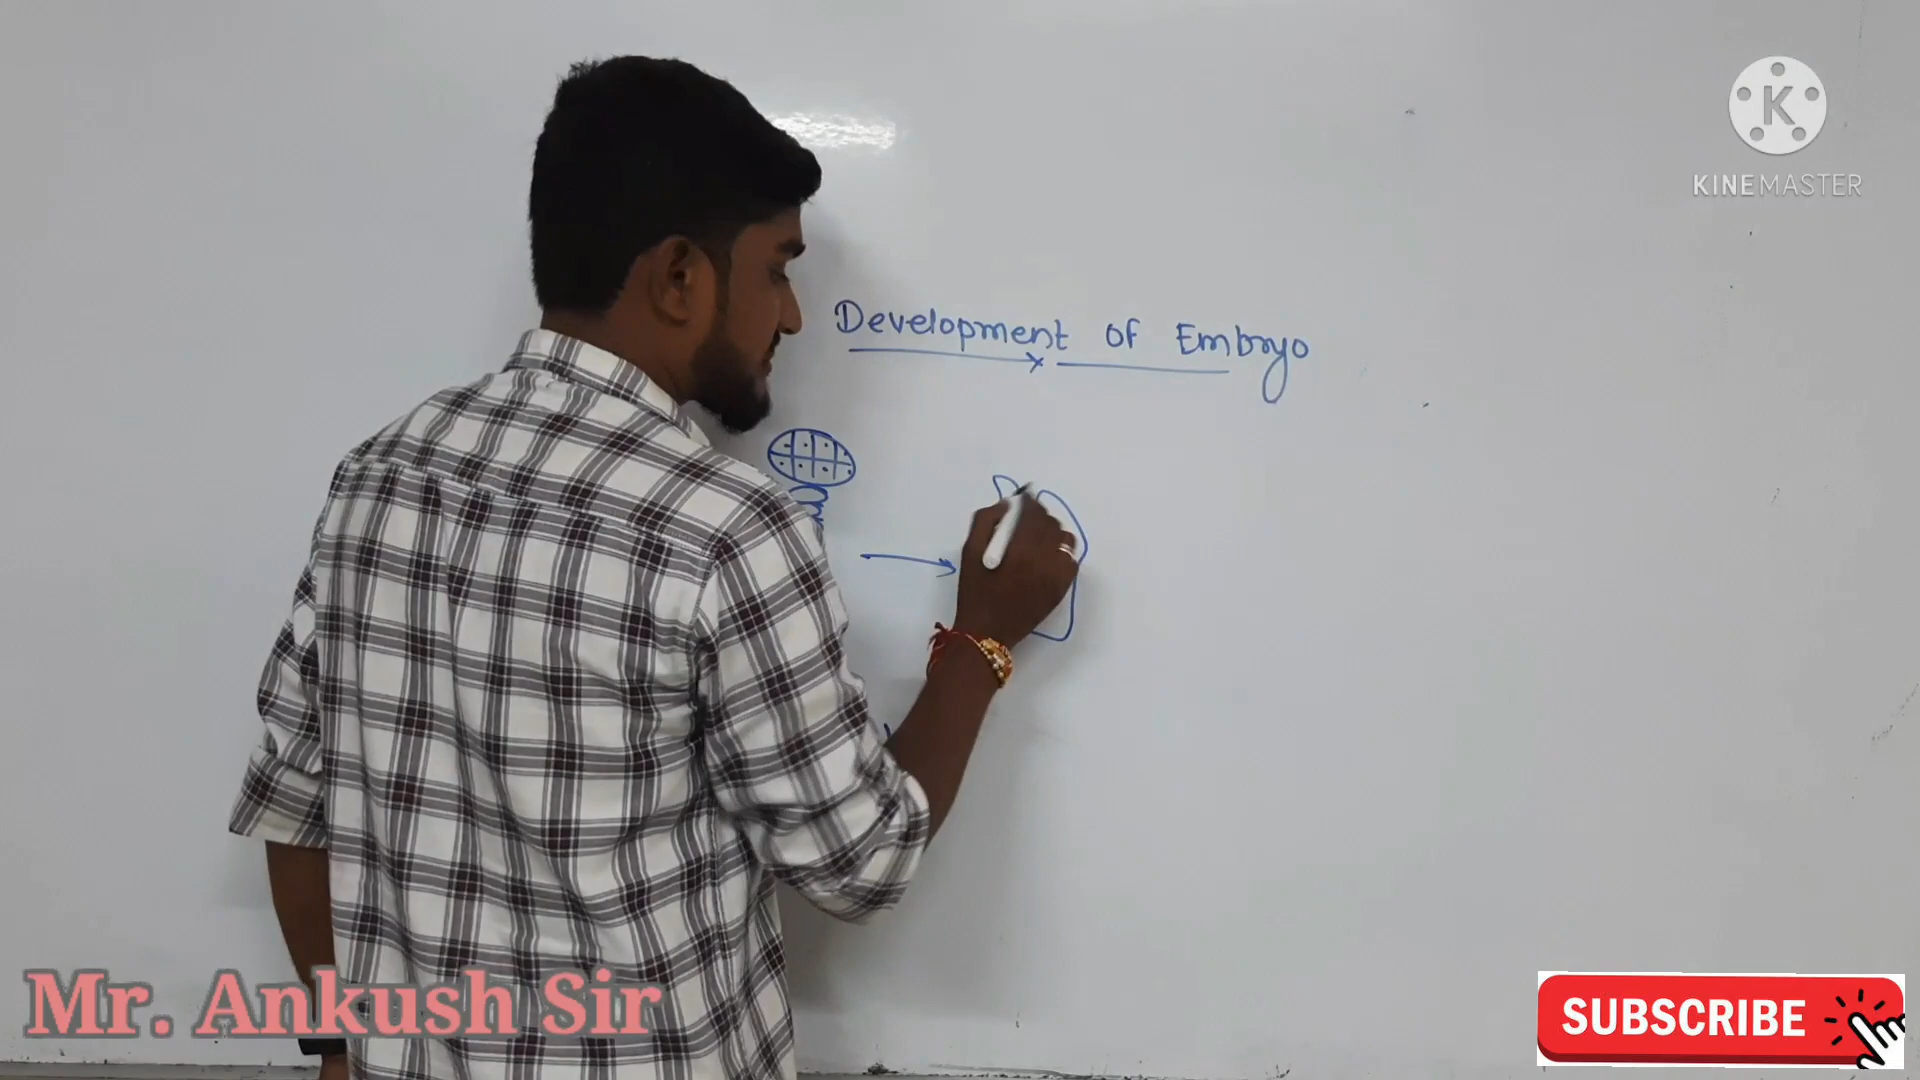 K
KINEMASTER
Development of Embryo
Mr. Ankush Sir
SUBSCRIBE